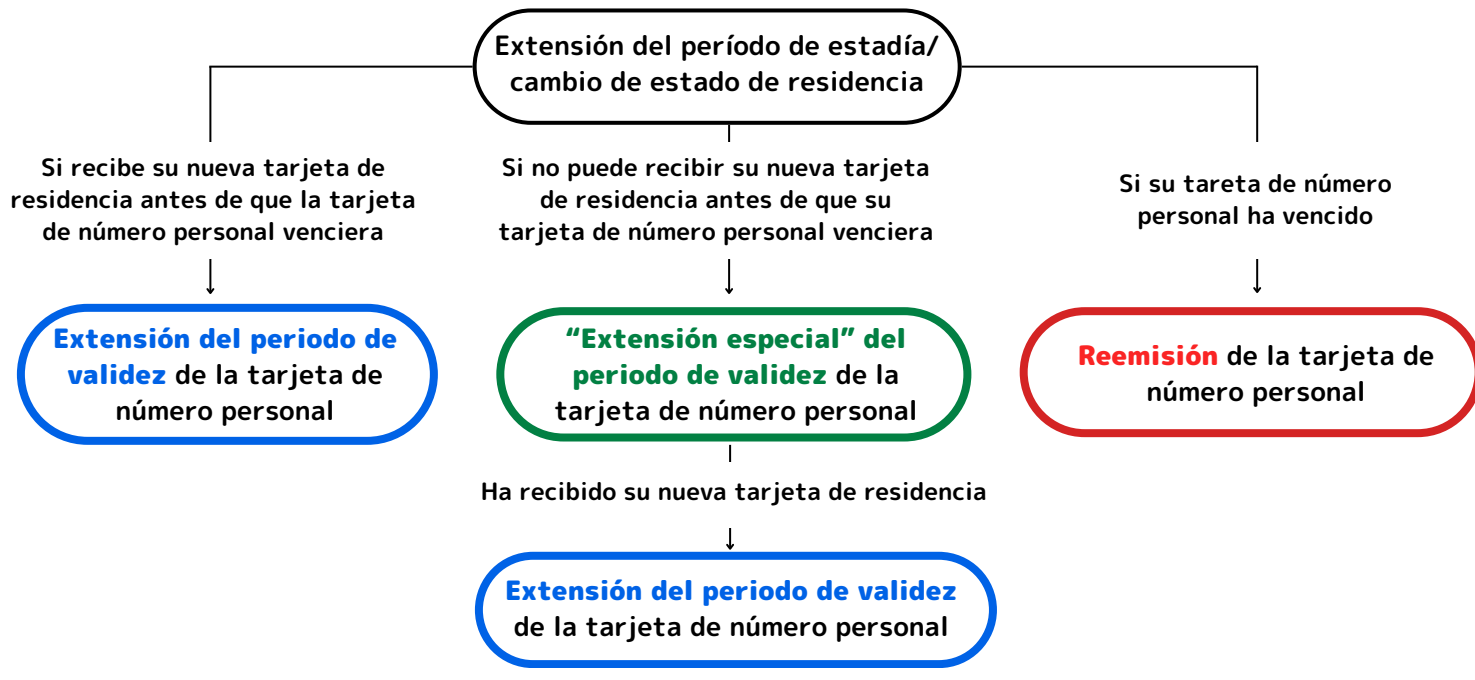 Extensión del período de estadía/
cambio de estado de residencia
Si recibe su nueva tarjeta de
residencia antes de que la tarjeta
de número personal venciera
Si no puede recibir su nueva tarjeta
de residencia antes de que su
tarjeta de número personal venciera
Si su tareta de número
personal ha vencido
Extensión del periodo de
validez de la tarjeta de
número personal
“Extensión especial” del
periodo de validez de la
tarjeta de número personal
Reemisión de la tarjeta de
número personal
Ha recibido su nueva tarjeta de residencia
Extensión del periodo de validez
de la tarjeta de número personal